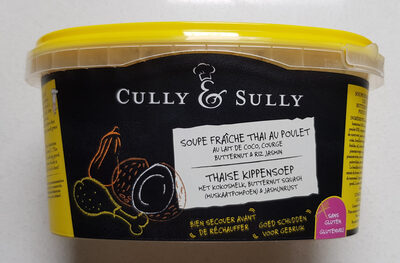 CULLY & SULLY
SOUPE FRAÎCHE THAI AU POULET
AU LAIT DE COCO, COURGE
BUTTERNUT & RIZ JASMIN
THAISE KIPPENSOEP
MET KOKOSMELK, BUTTERNUT SQUASH
(MUSKAATPOMPOEN) & JASMIJNRIJST
BIEN SECOUER AVANT
DE RÉCHAUFFER
GOED SCHUDDEN
VOOR GEBRUIK
SANS
GLUTEN
GLUTENVRIJ